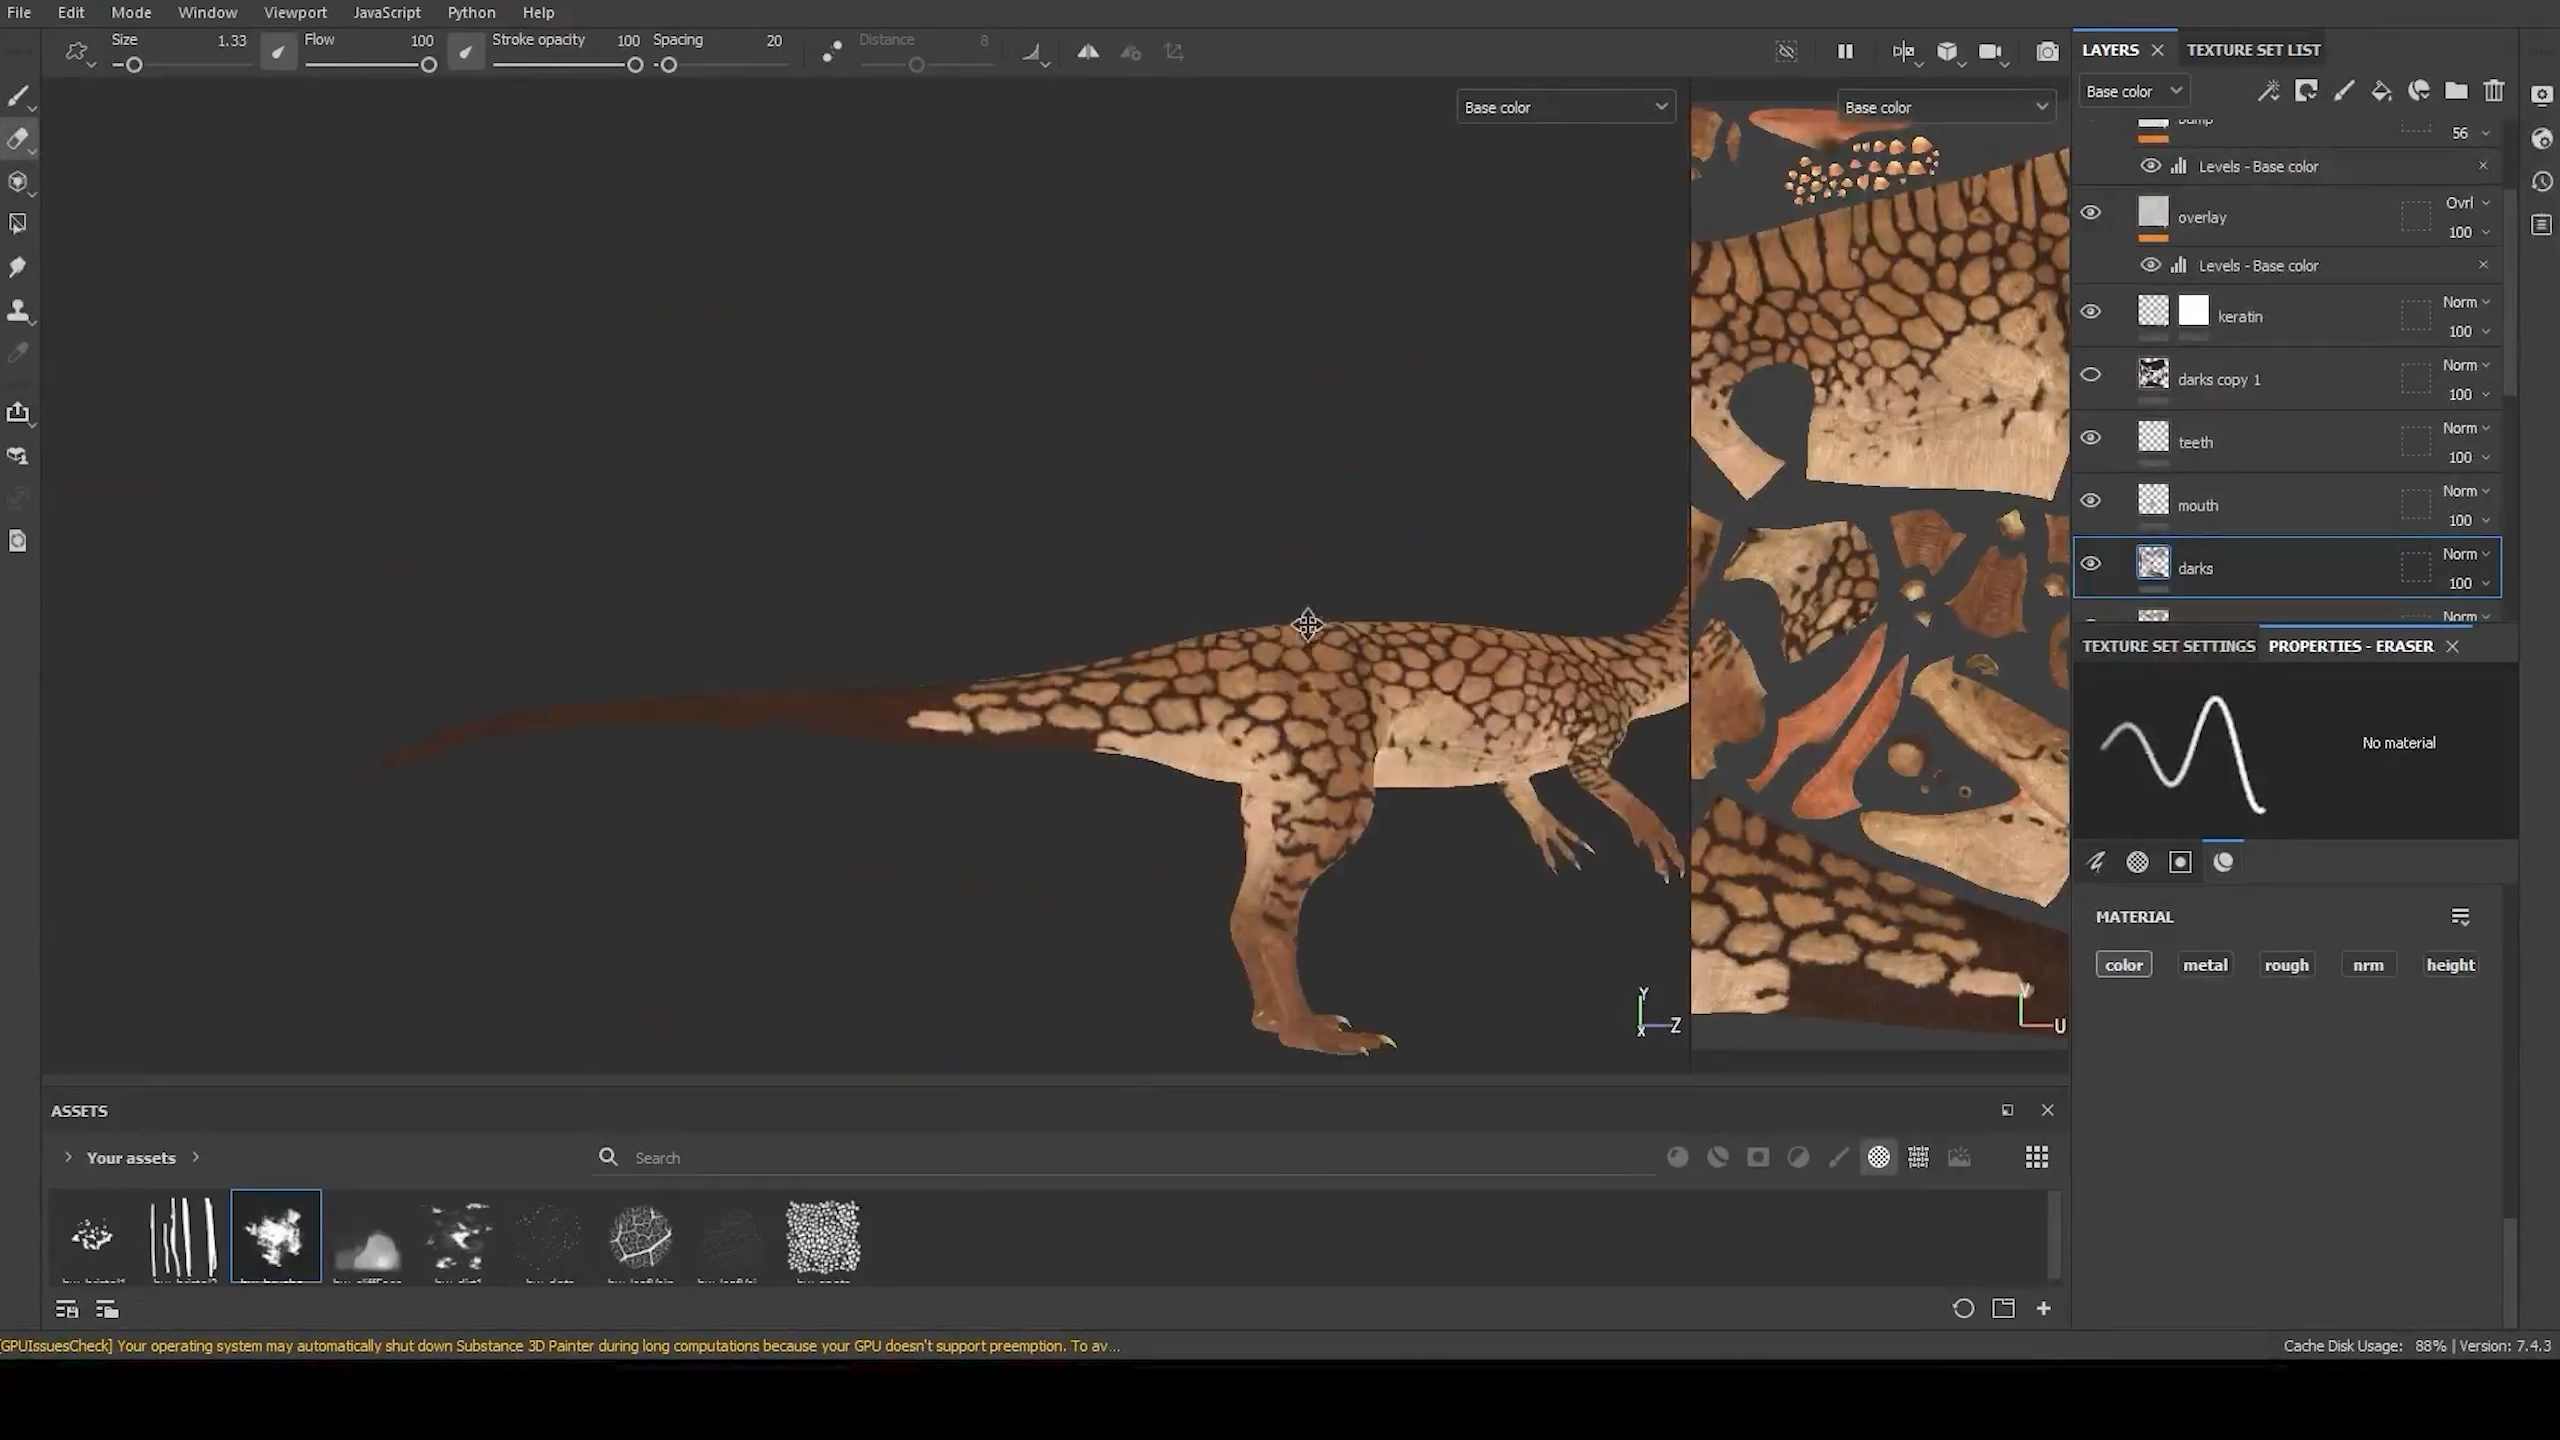 File Edit Mode Window Viewport JavaScript Python Help
Size 1.33 Flow 100 Stroke opacity 100 Spacing 20 Distance 8
Base color
Base color
LAYERS TEXTURE SET LIST
Base color
56
Levels - Base color
overlay Ovrl
100
Levels - Base color
keratin Norm
100
darks copy 1 Norm
100
teeth Norm
100
mouth Norm
100
darks Norm
100
Norm
TEXTURE SET SETTINGS PROPERTIES - ERASER
No material
MATERIAL
color metal rough nrm height
Y
Z
X
V
U
ASSETS
Your assets
Search
[GPUIssuesCheck] Your operating system may automatically shut down Substance 3D Painter during long computations because your GPU doesn't support preemption. To av...
Cache Disk Usage: 88% | Version: 7.4.3